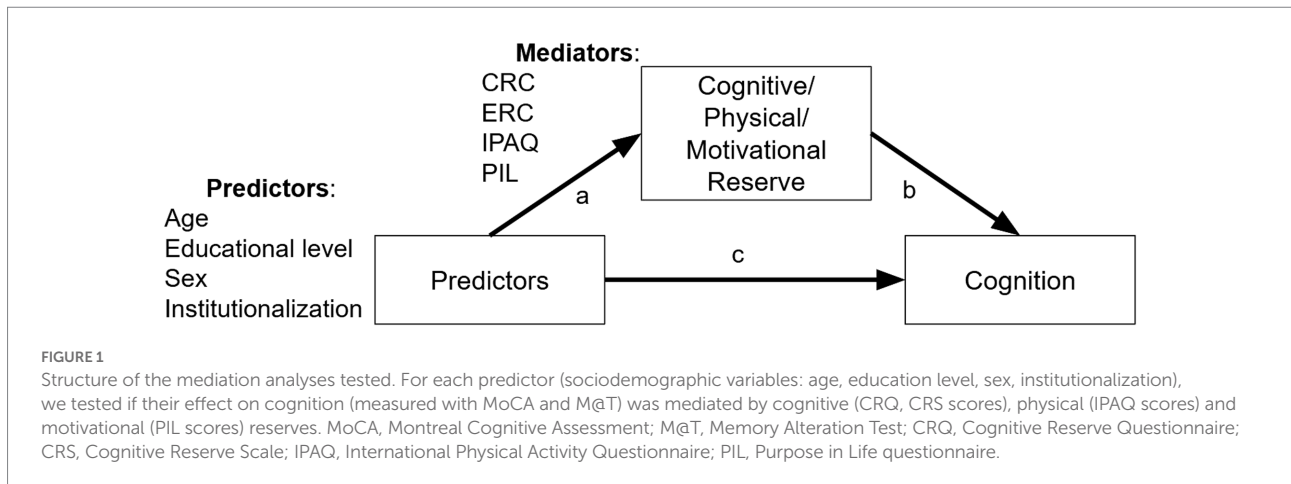 Mediators:
CRC
ERC
IPAQ
PIL
Cognitive/
Physical/
Motivational
Reserve
a
b
Predictors:
Age
Educational level
Sex
Institutionalization
Predictors
c
Cognition
FIGURE 1
Structure of the mediation analyses tested. For each predictor (sociodemographic variables: age, education level, sex, institutionalization),
we tested if their effect on cognition (measured with MoCA and M@T) was mediated by cognitive (CRQ, CRS scores), physical (IPAQ scores) and
motivational (PIL scores) reserves. MoCA, Montreal Cognitive Assessment; M@T, Memory Alteration Test; CRQ, Cognitive Reserve Questionnaire;
CRS, Cognitive Reserve Scale; IPAQ, International Physical Activity Questionnaire; PIL, Purpose in Life questionnaire.